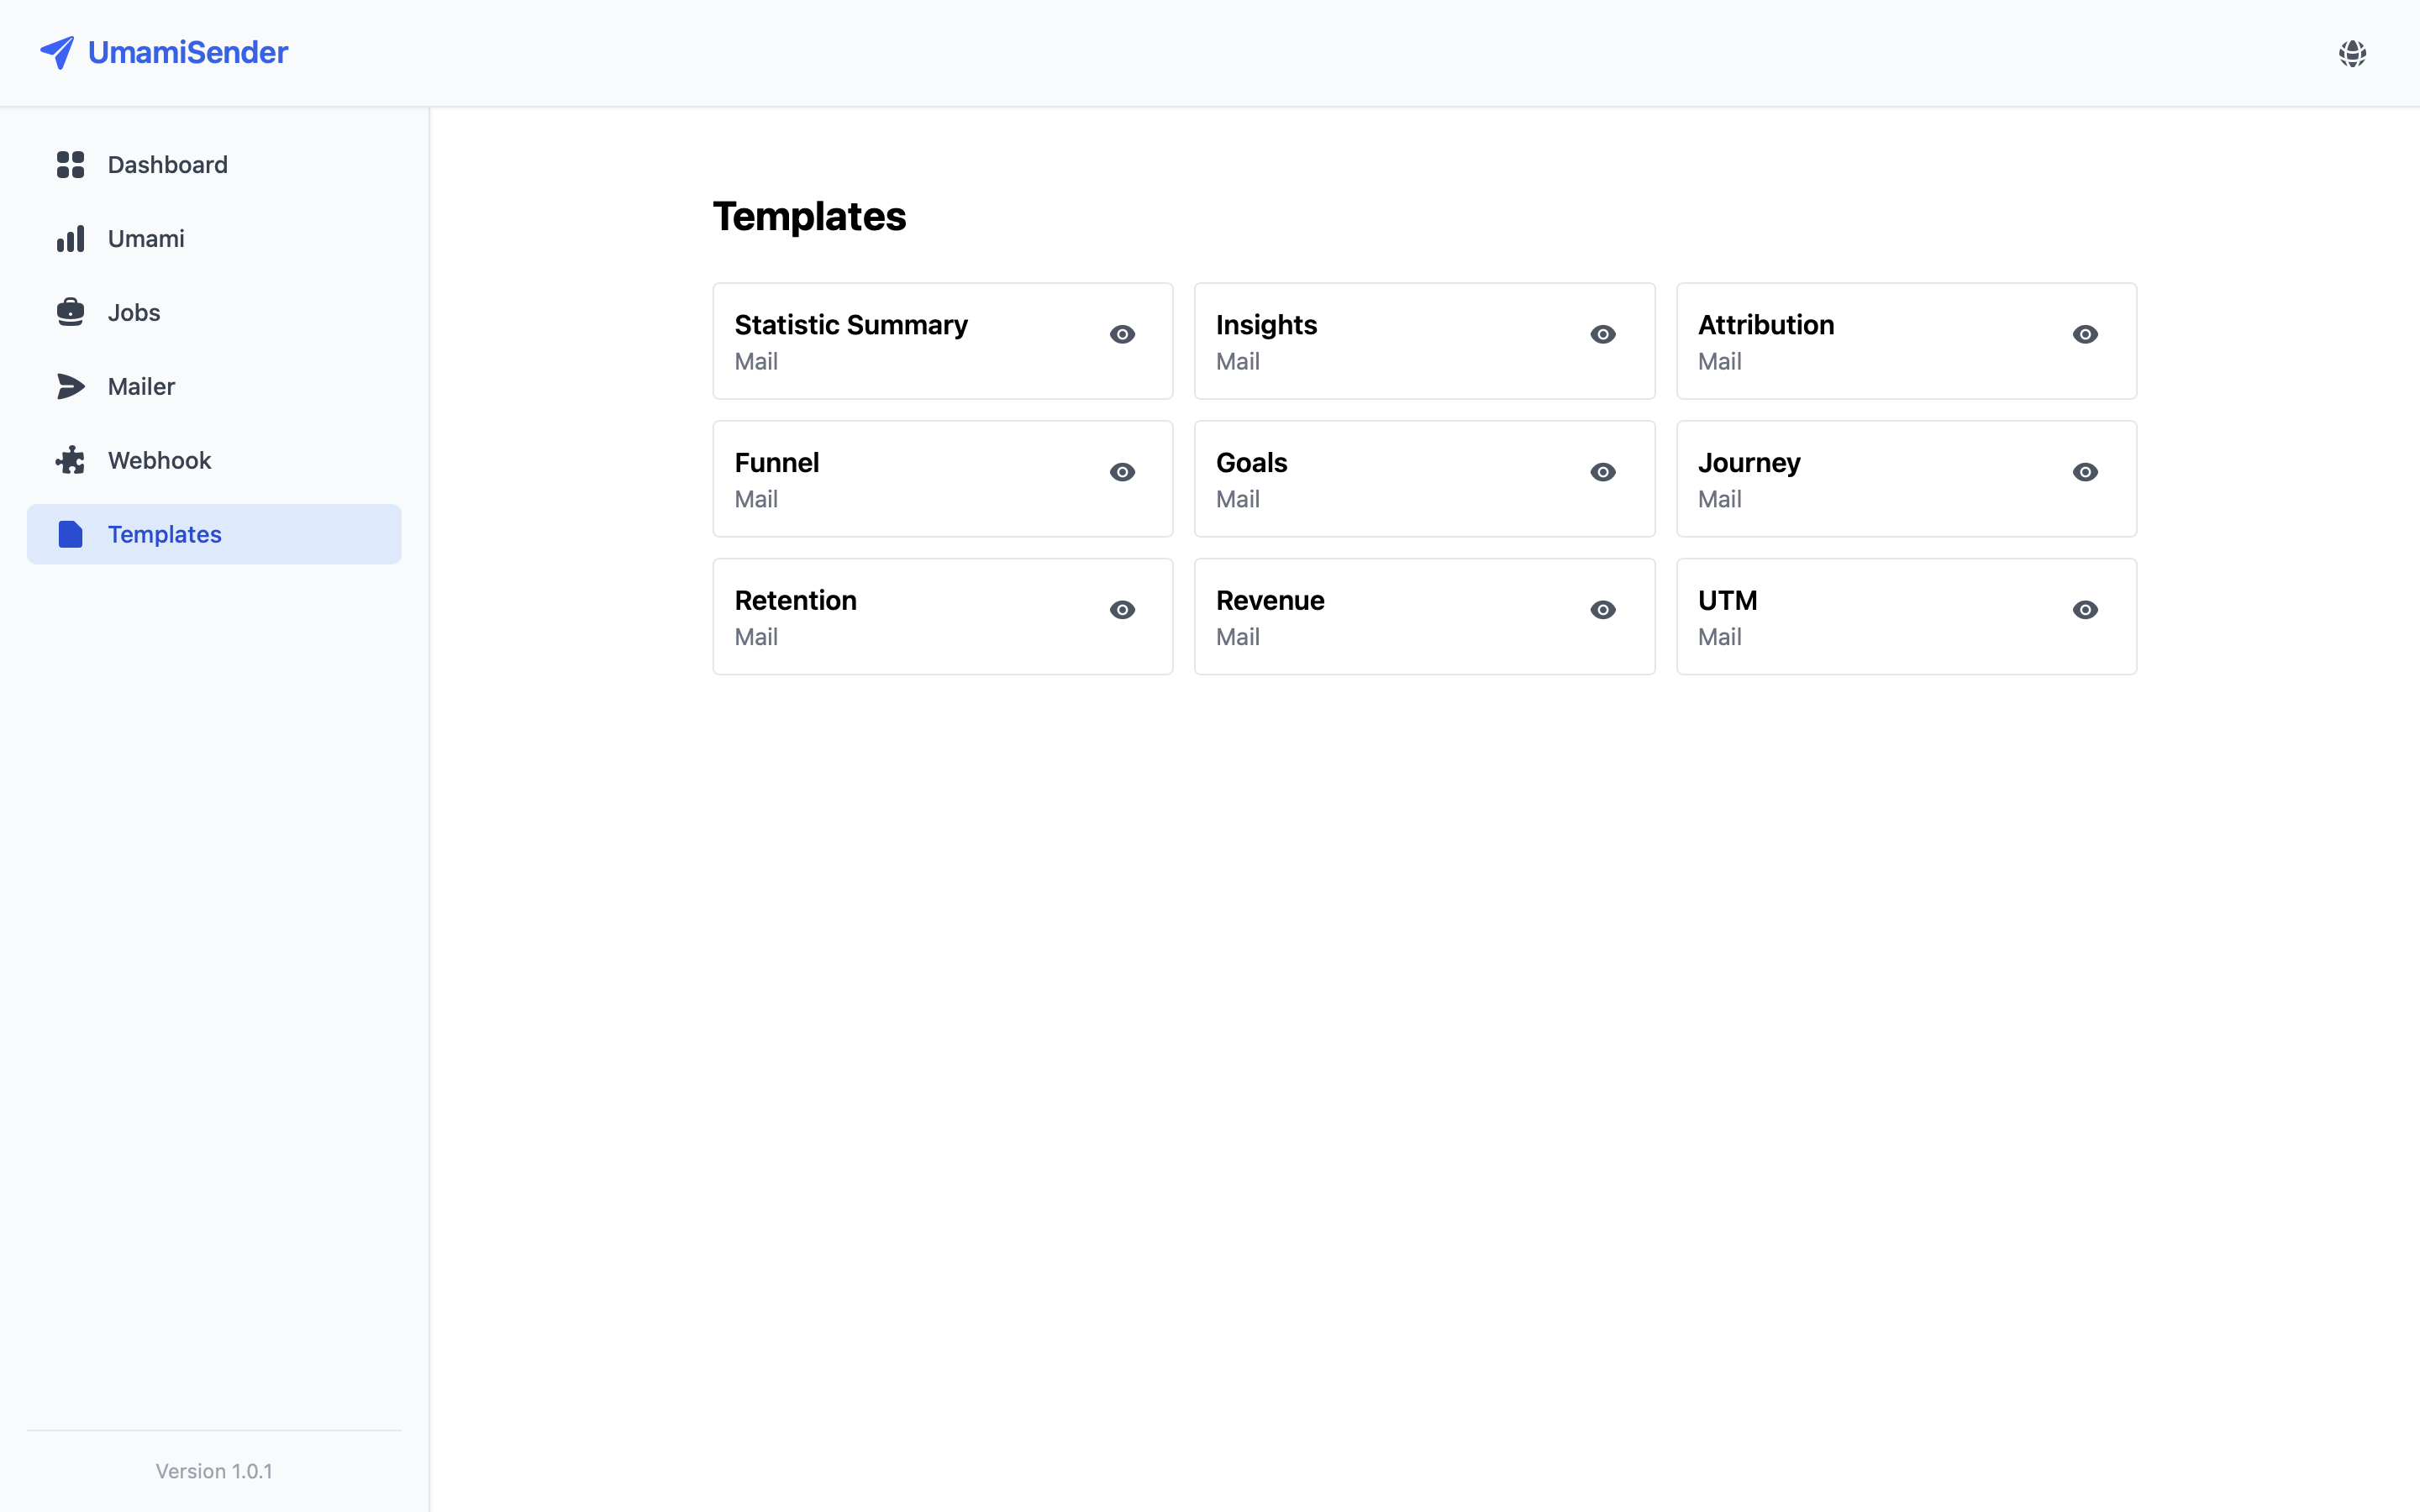 UmamiSender
Dashboard
Umami
Jobs
Mailer
Webhook
Templates
Version 1.0.1
Templates
Statistic Summary
Mail
Insights
Mail
Attribution
Mail
Funnel
Mail
Goals
Mail
Journey
Mail
Retention
Mail
Revenue
Mail
UTM
Mail